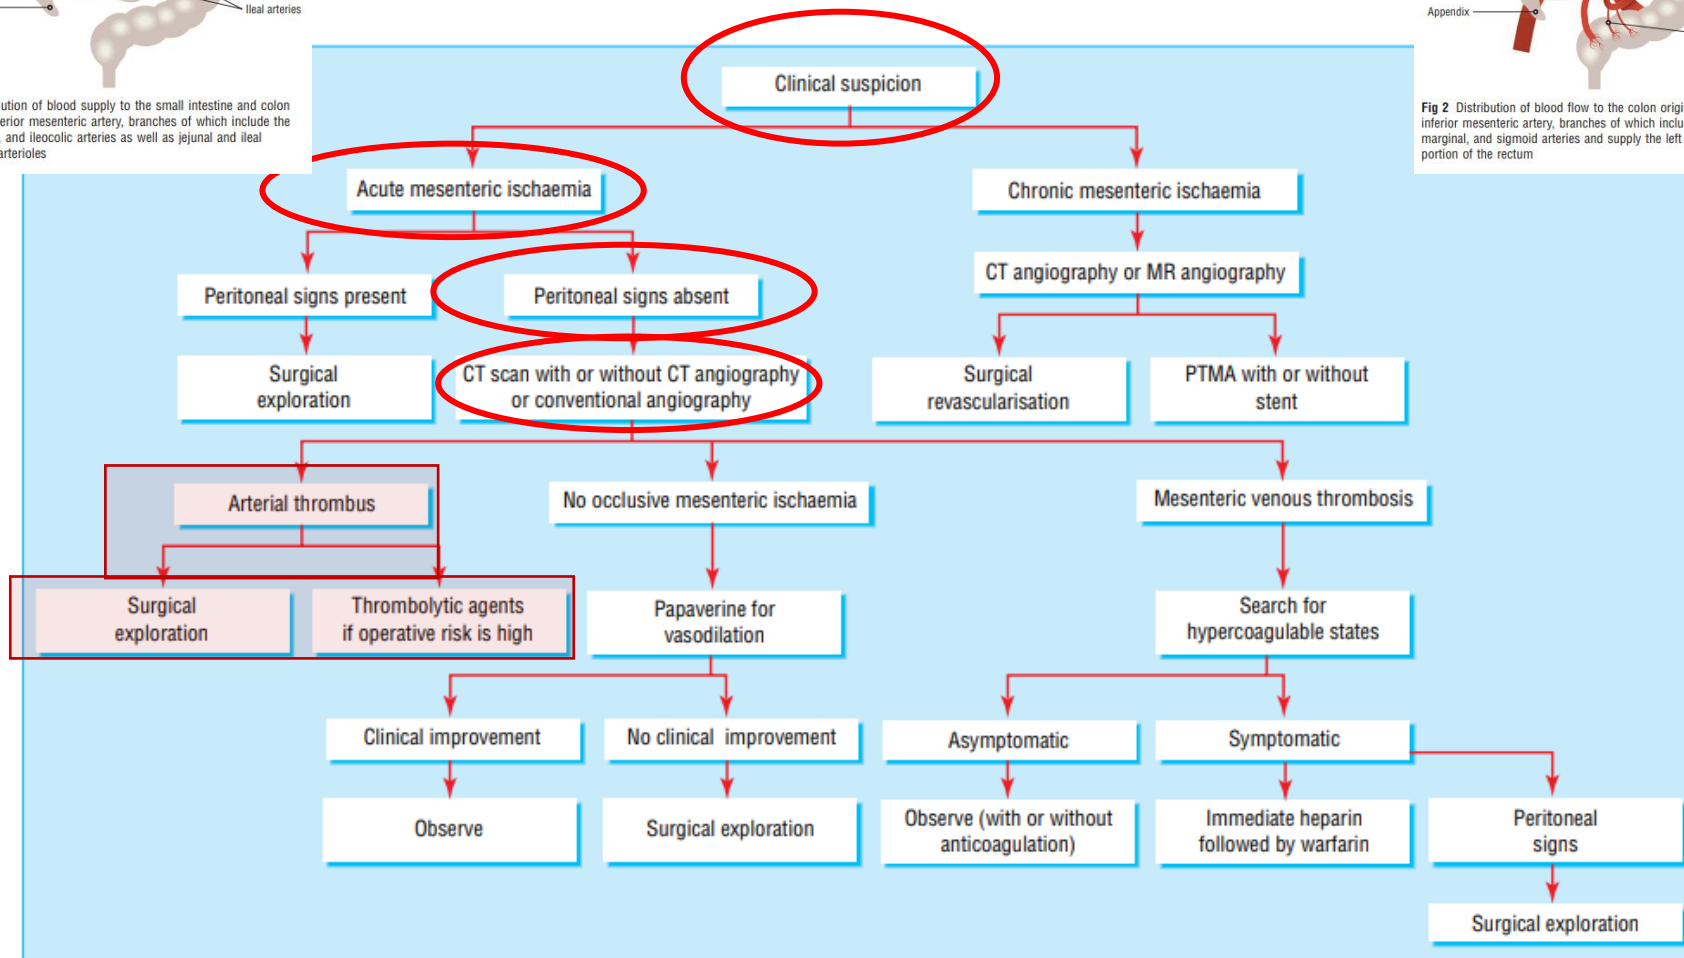 Ileal arteries
ution of blood supply to the small intestine and colon
erior mesenteric artery, branches of which include the
, and ileocolic arteries as well as jejunal and ileal
arterioles
Appendix
Fig 2 Distribution of blood flow to the colon origi
inferior mesenteric artery, branches of which inclu
marginal, and sigmoid arteries and supply the left
portion of the rectum
Clinical suspicion
Acute mesenteric ischaemia
Chronic mesenteric ischaemia
Peritoneal signs present
Peritoneal signs absent
CT angiography or MR angiography
Surgical
exploration
CT scan with or without CT angiography
or conventional angiography
Surgical
revascularisation
PTMA with or without
stent
Arterial thrombus
No occlusive mesenteric ischaemia
Mesenteric venous thrombosis
Surgical
exploration
Thrombolytic agents
if operative risk is high
Papaverine for
vasodilation
Search for
hypercoagulable states
Clinical improvement
No clinical improvement
Asymptomatic
Symptomatic
Observe
Surgical exploration
Observe (with or without
anticoagulation)
Immediate heparin
followed by warfarin
Peritoneal
signs
Surgical exploration